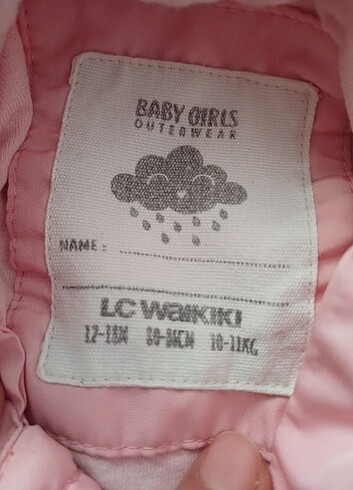 BABY GIRLS
OUTERWEAR
NAME:
LC WAIKIKI
12-18M 80-86CM 10-11KG